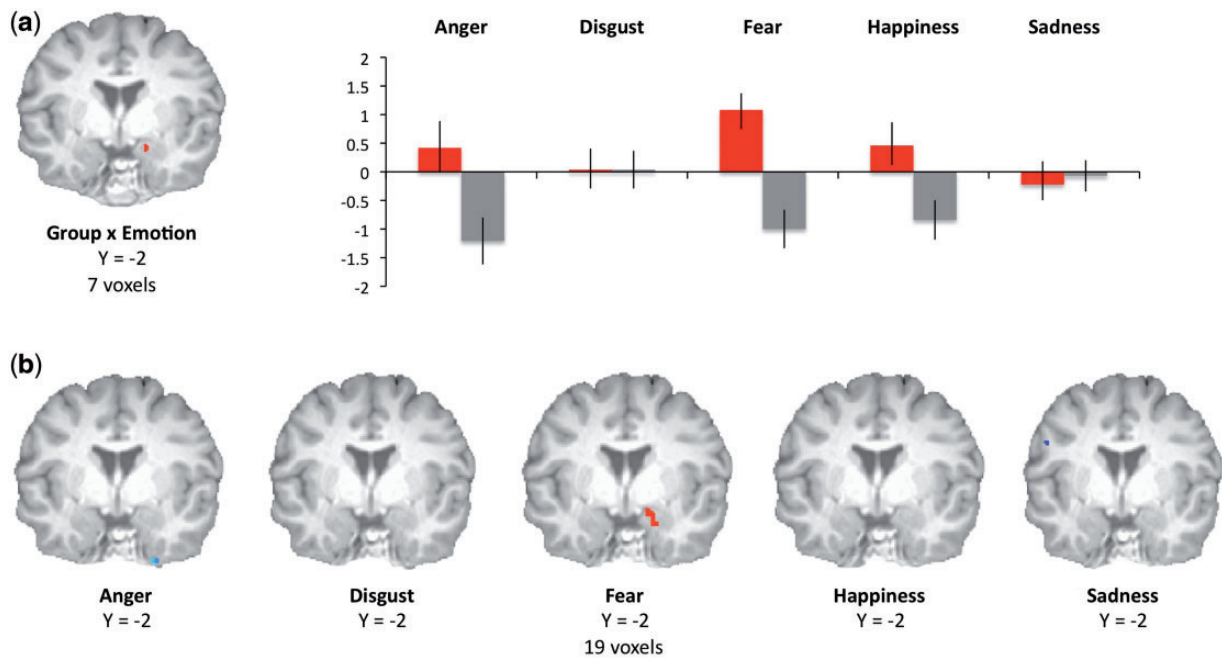 (a)
Group x Emotion
Y = -2
7 voxels
Anger Disgust Fear Happiness Sadness
2
1.5
1
0.5
0
-0.5
-1
-1.5
-2
(b)
Anger
Y = -2
Disgust
Y = -2
Fear
Y = -2
19 voxels
Happiness
Y = -2
Sadness
Y = -2